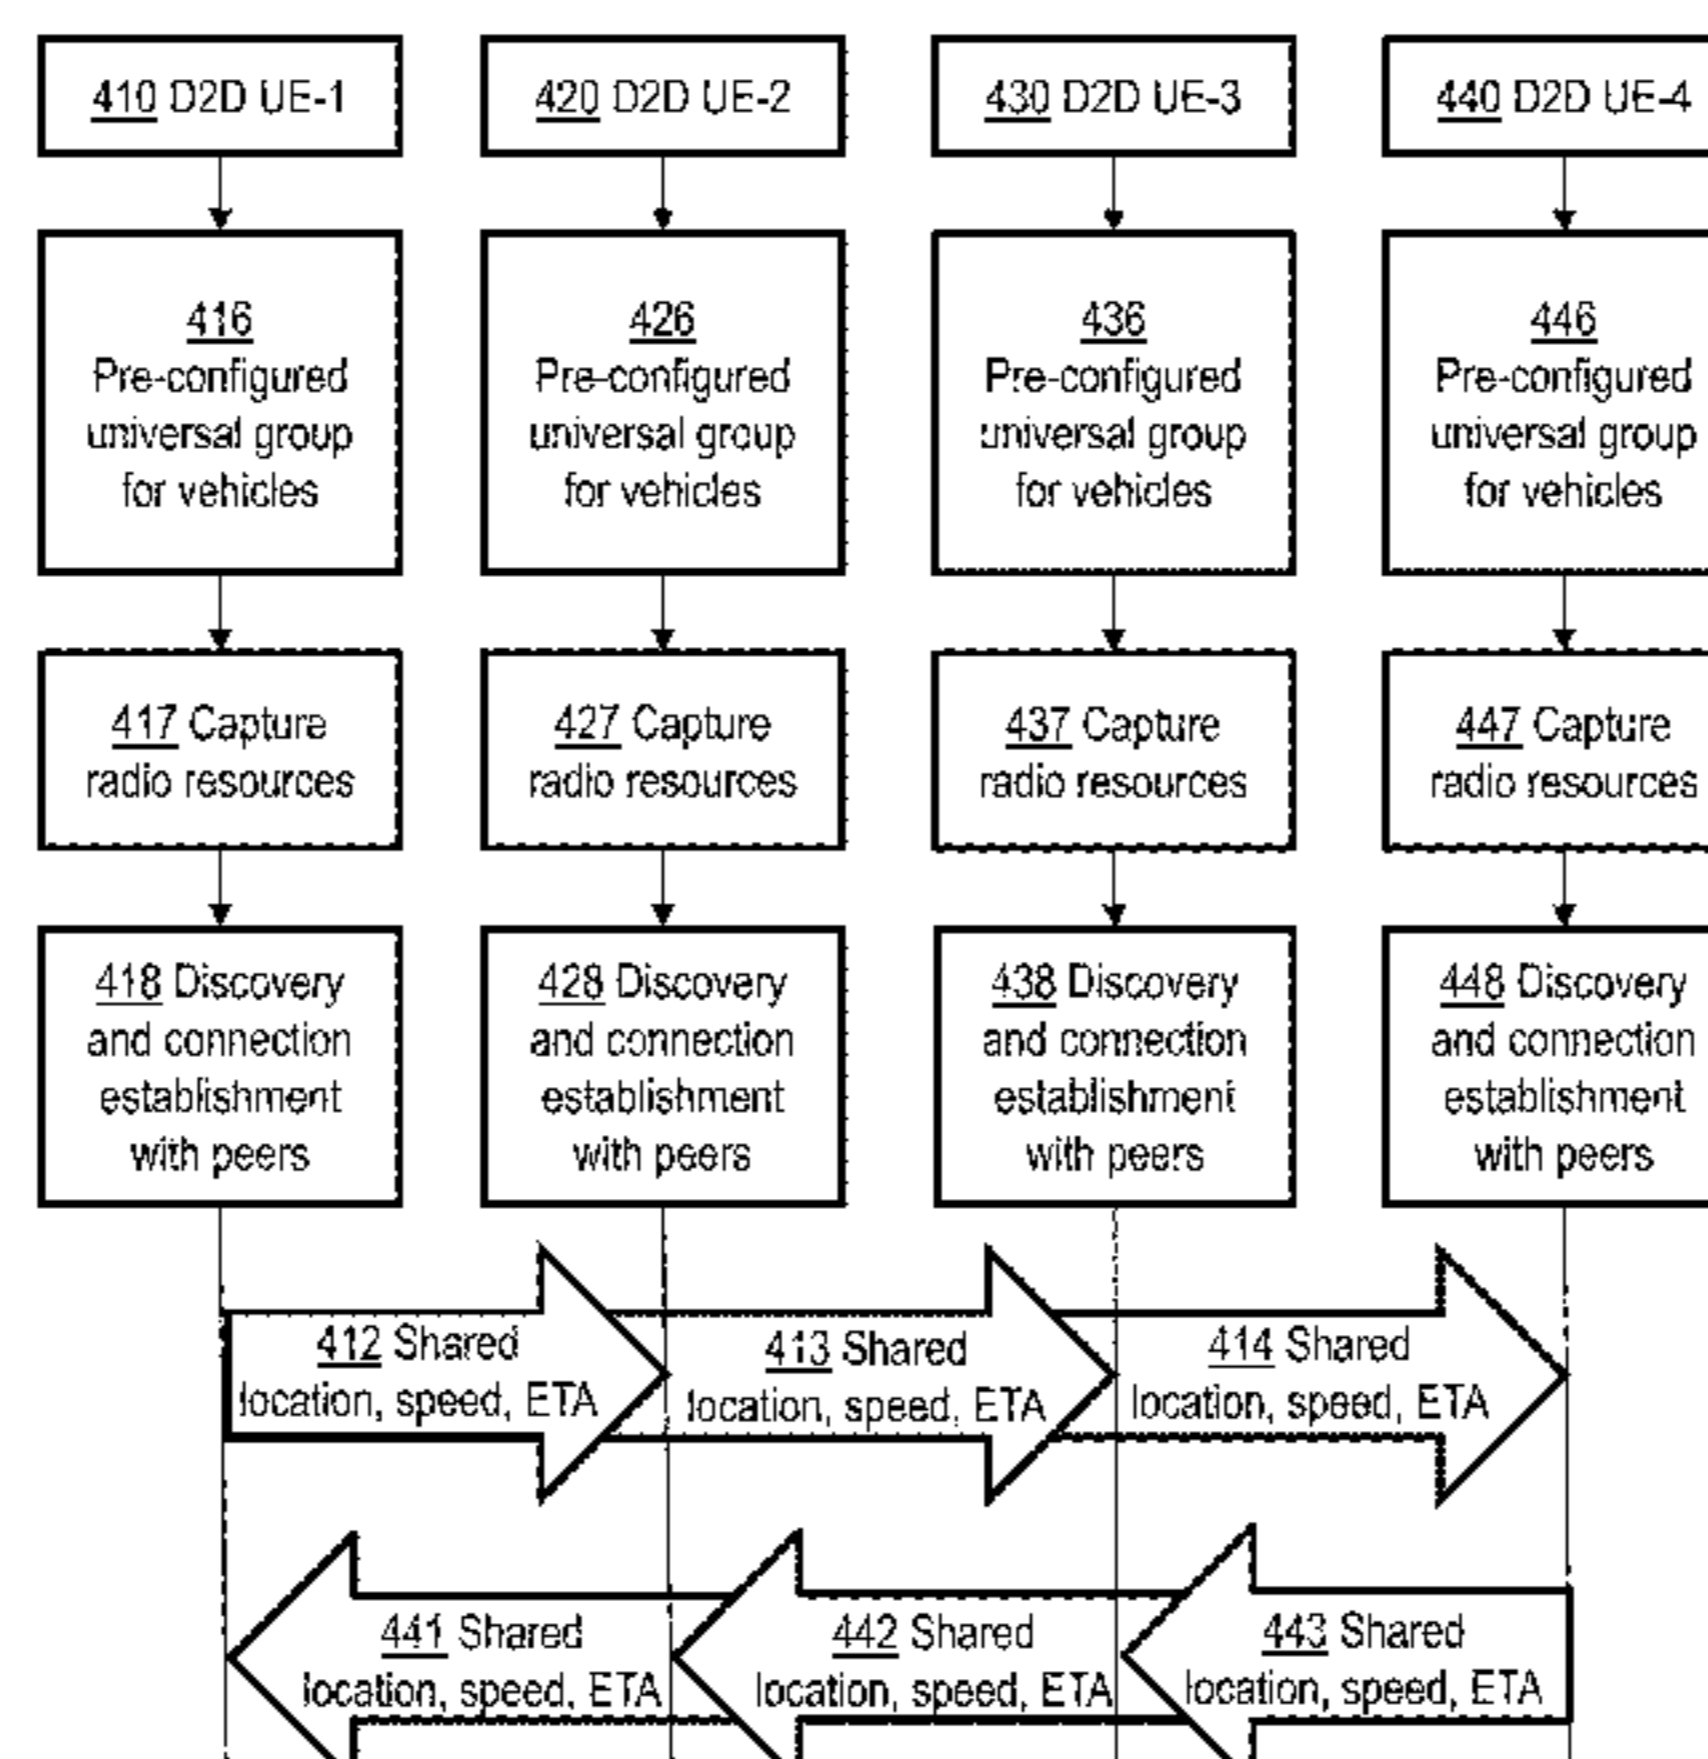 410 D2D UE-1
420 D2D UE-2
430 D2D UE-3
440 D2D UE-4
416
Pre-configured
universal group
for vehicles
426
Pre-configured
universal group
for vehicles
436
Pre-configured
universal group
for vehicles
446
Pre-configured
universal group
for vehicles
417 Capture
radio resources
427 Capture
radio resources
437 Capture
radio resources
447 Capture
radio resources
418 Discovery
and connection
establishment
with peers
428 Discovery
and connection
establishment
with peers
438 Discovery
and connection
establishment
with peers
448 Discovery
and connection
establishment
with peers
412 Shared
location, speed, ETA
413 Shared
location, speed, ETA
414 Shared
location, speed, ETA
441 Shared
location, speed, ETA
442 Shared
location, speed, ETA
443 Shared
location, speed, ETA